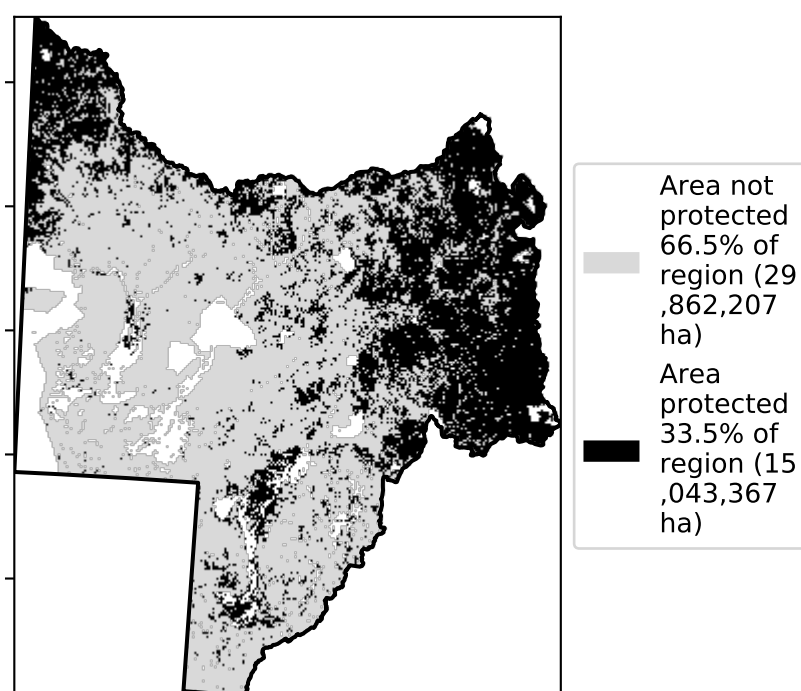 Area not
protected
66.5% of
region (29
,862,207
ha)
Area
protected
33.5% of
region (15
,043,367
ha)